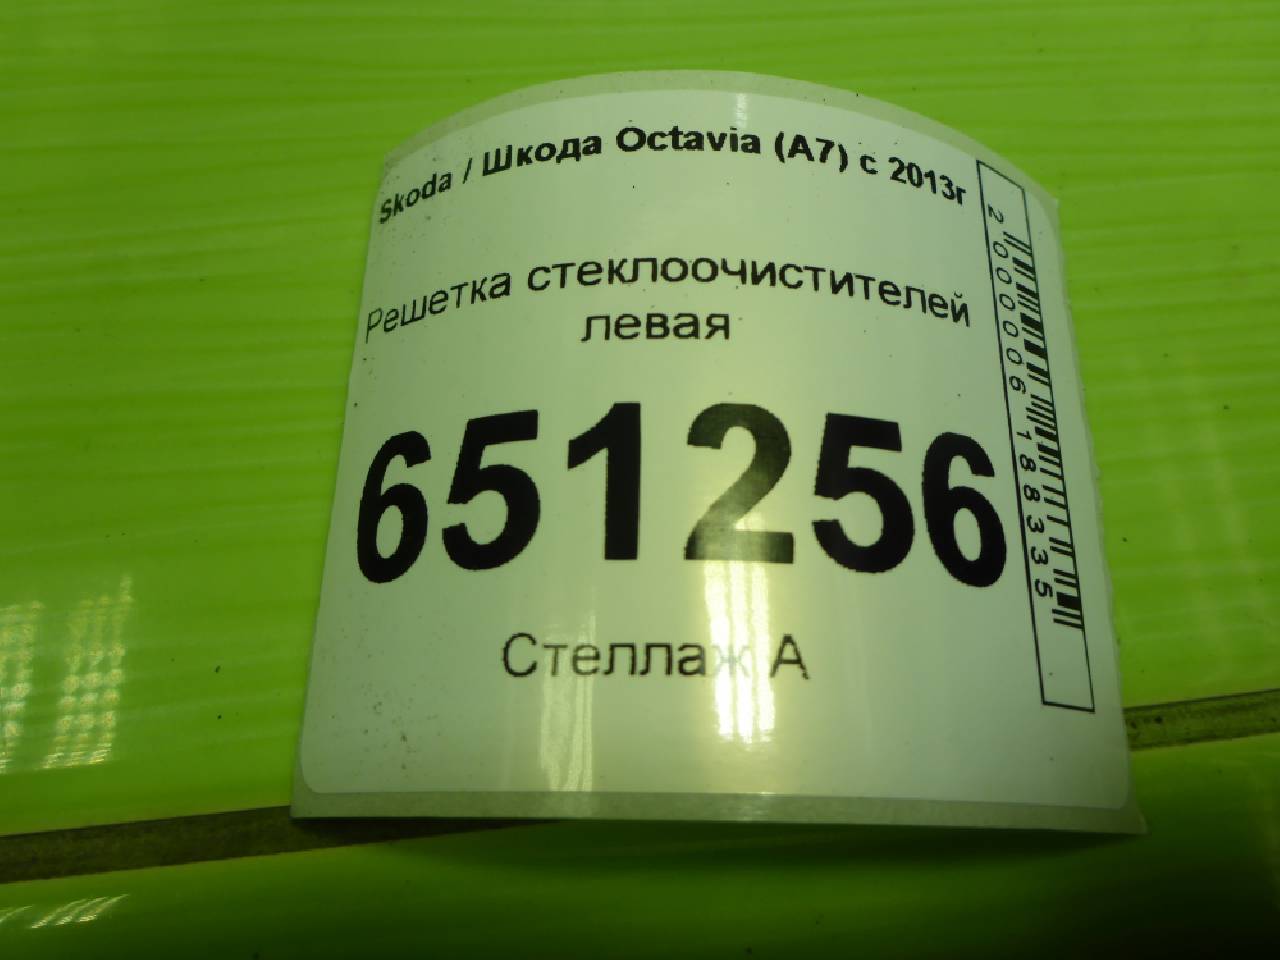 Skoda / Шкода Octavia (A7) с 2013г
Решетка стеклоочистителей
левая
651256
Стеллаж А
2000006188335